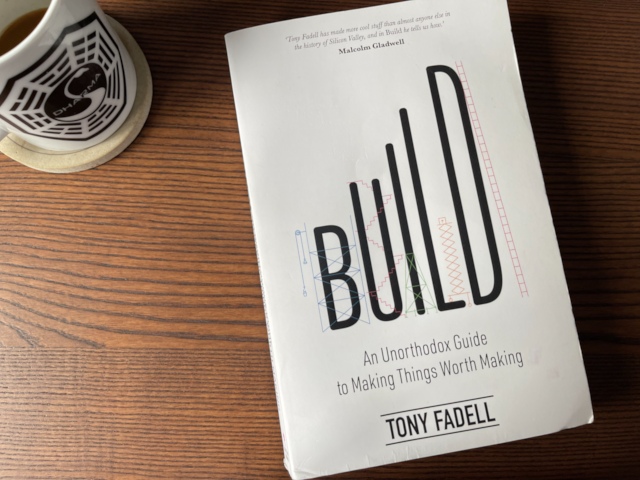 'Tony Fadell has made more cool stuff than almost anyone else in
the history of Silicon Valley, and in Build he tells us how.'
Malcolm Gladwell
DHARMA
BUILD
An Unorthodox Guide
to Making Things Worth Making
TONY FADELL